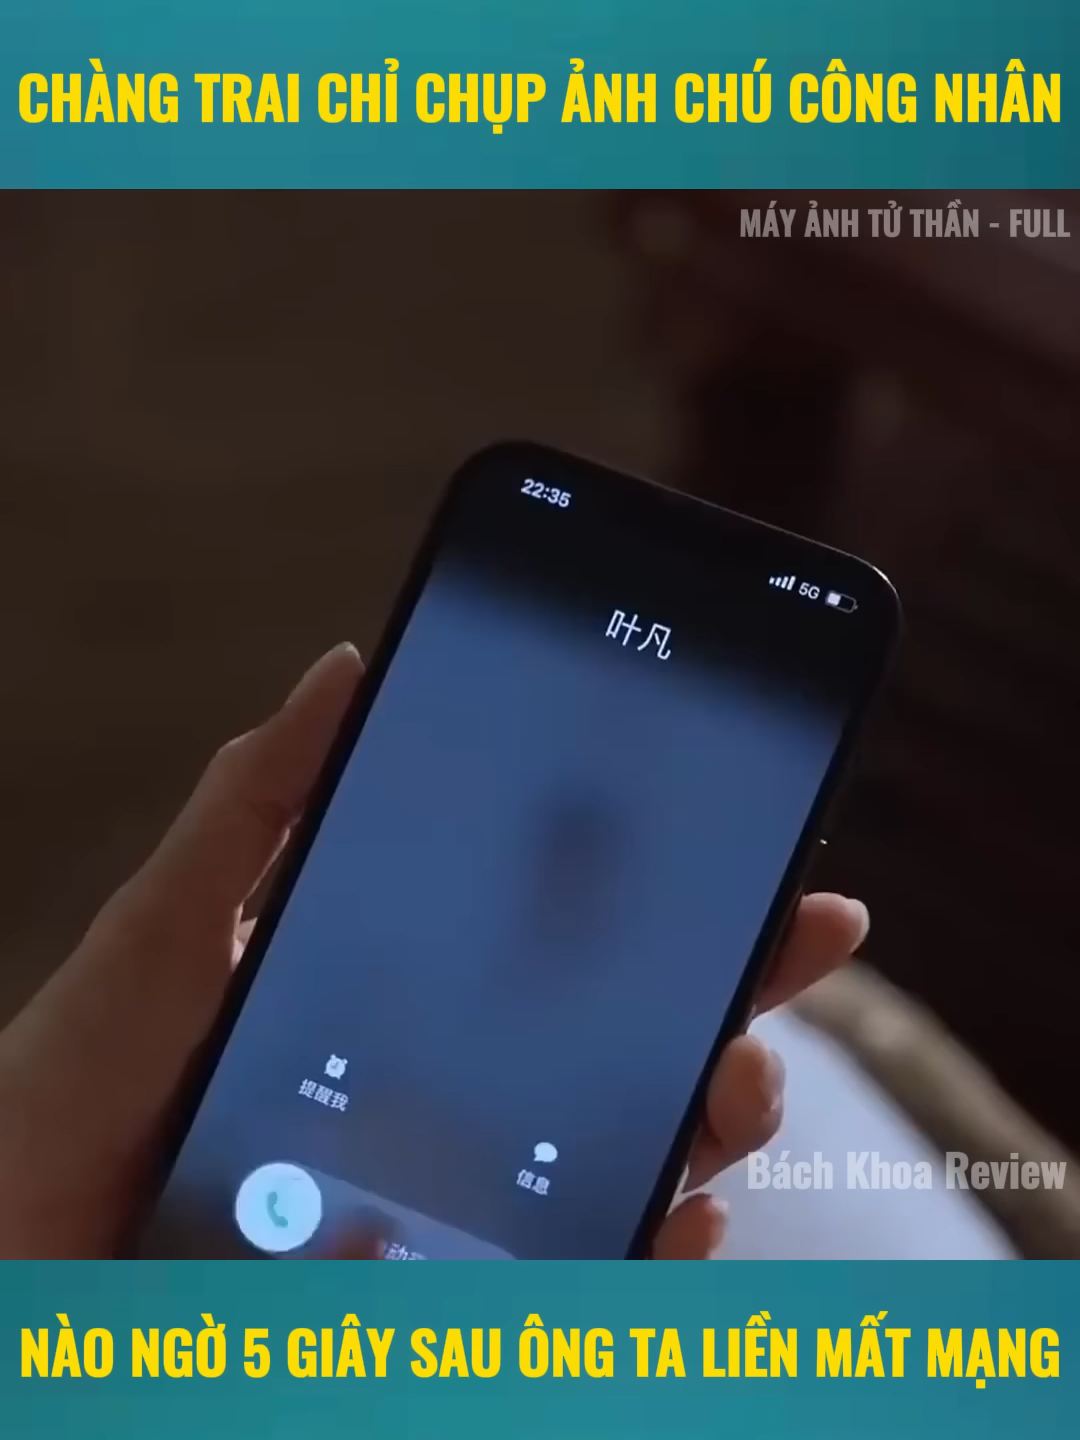 CHÀNG TRAI CHỈ CHỤP ẢNH CHÚ CÔNG NHÂN
MÁY ẢNH TỬ THẦN - FULL
22:35
5G
叶凡
提醒我
信息
Bách Khoa Review
NÀO NGỜ 5 GIÂY SAU ÔNG TA LIỀN MẤT MẠNG